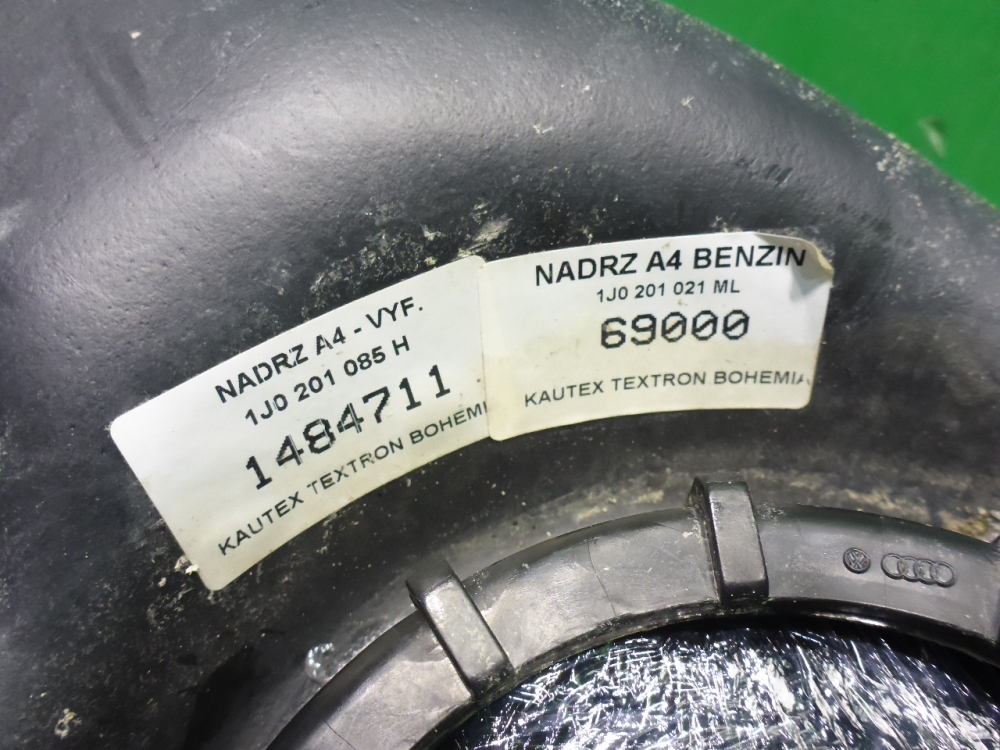 NADRZ A4 - VYF.
1J0 201 085 H
1484711
KAUTEX TEXTRON BOHEMI
NADRZ A4 BENZIN
1J0 201 021 ML
69000
KAUTEX TEXTRON BOHEMIA